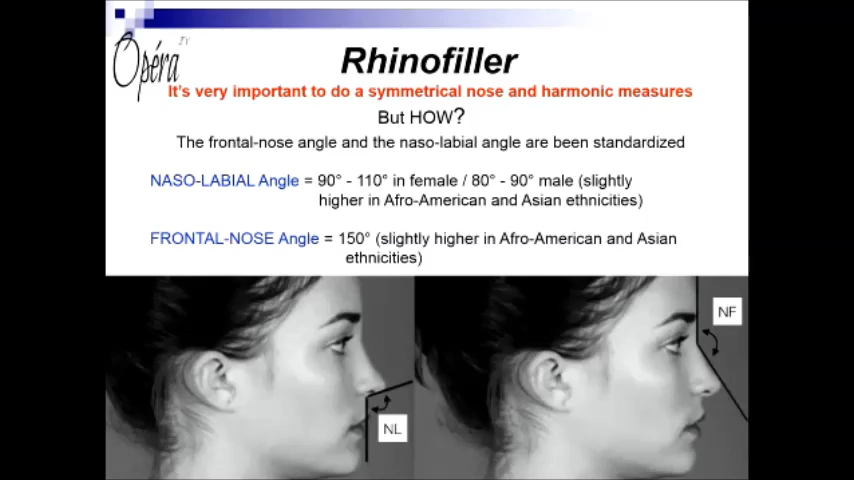 Opéra
TV
Rhinofiller
It's very important to do a symmetrical nose and harmonic measures
But HOW?
The frontal-nose angle and the naso-labial angle are been standardized
NASO-LABIAL Angle = 90° - 110° in female / 80° - 90° male (slightly
higher in Afro-American and Asian ethnicities)
FRONTAL-NOSE Angle = 150° (slightly higher in Afro-American and Asian
ethnicities)
NF
NL